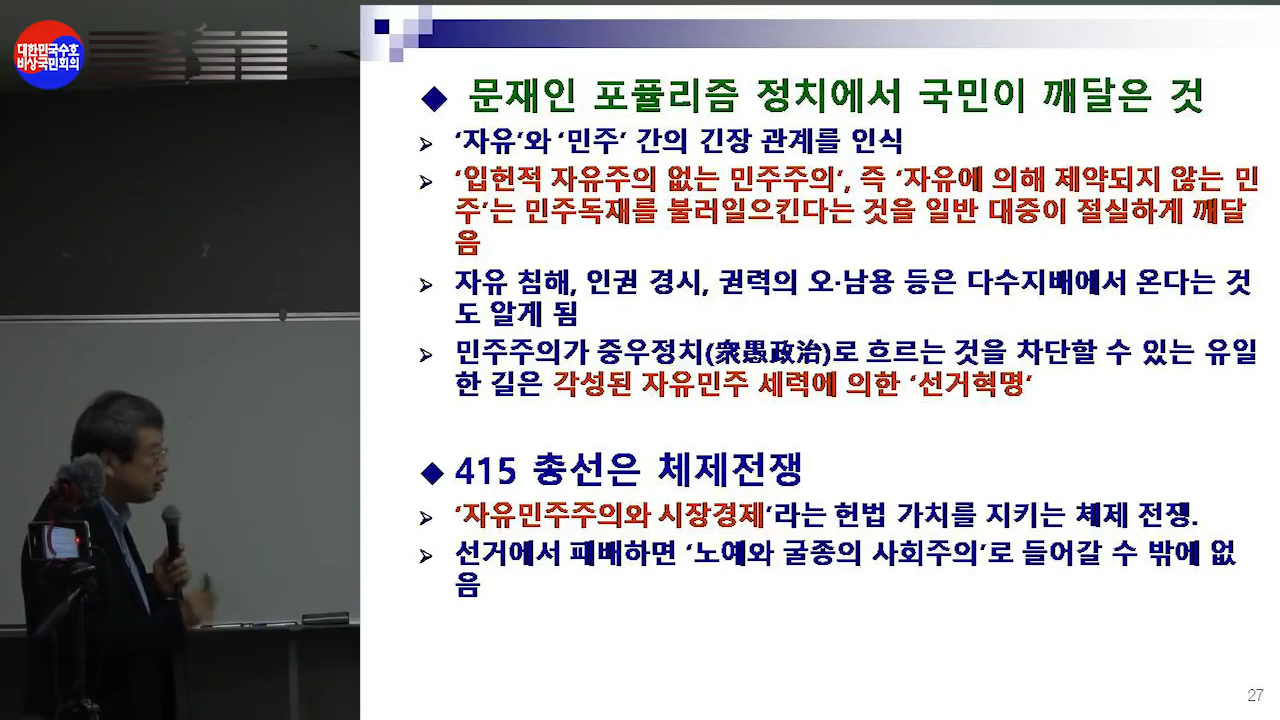 대한민국수호
비상국민회의
◆ 문재인 포퓰리즘 정치에서 국민이 깨달은 것
➢ ‘자유’와 ‘민주’ 간의 긴장 관계를 인식
➢ ‘입헌적 자유주의 없는 민주주의’, 즉 ‘자유에 의해 제약되지 않는 민
주’는 민주독재를 불러일으킨다는 것을 일반 대중이 절실하게 깨달
음
➢ 자유 침해, 인권 경시, 권력의 오·남용 등은 다수지배에서 온다는 것
도 알게 됨
➢ 민주주의가 중우정치(衆愚政治)로 흐르는 것을 차단할 수 있는 유일
한 길은 각성된 자유민주 세력에 의한 ‘선거혁명’
◆ 415 총선은 체제전쟁
➢ ‘자유민주주의와 시장경제’라는 헌법 가치를 지키는 체제 전쟁.
➢ 선거에서 패배하면 ‘노예와 굴종의 사회주의’로 들어갈 수 밖에 없
음
27